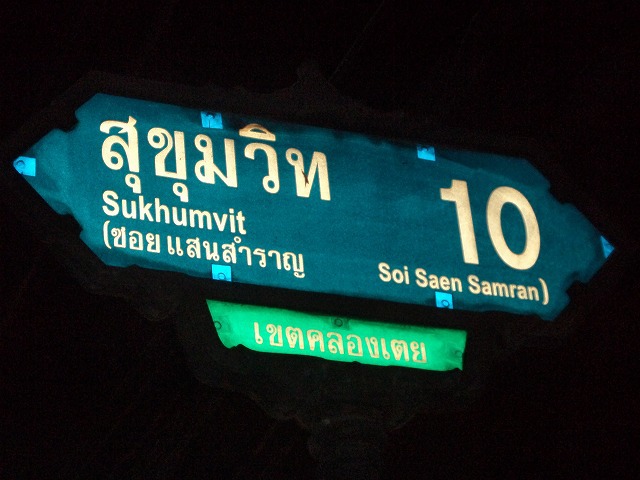 สุขุมวิท 10
Sukhumvit
(ซอย แสนสำราญ Soi Saen Samran)
เขตคลองเตย